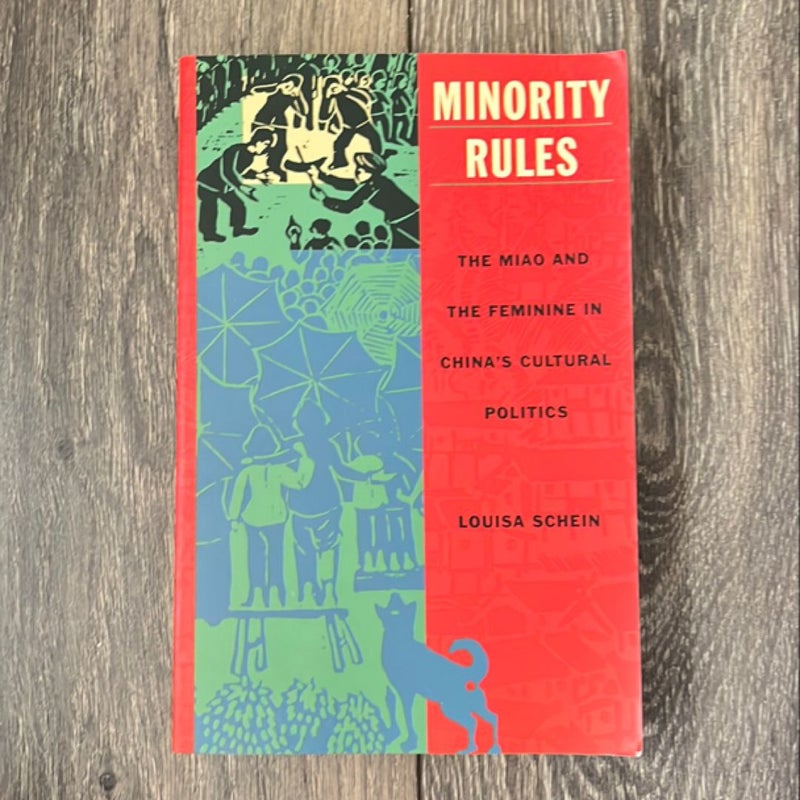 MINORITY
RULES
THE MIAO AND
THE FEMININE IN
CHINA'S CULTURAL
POLITICS
LOUISA SCHEIN